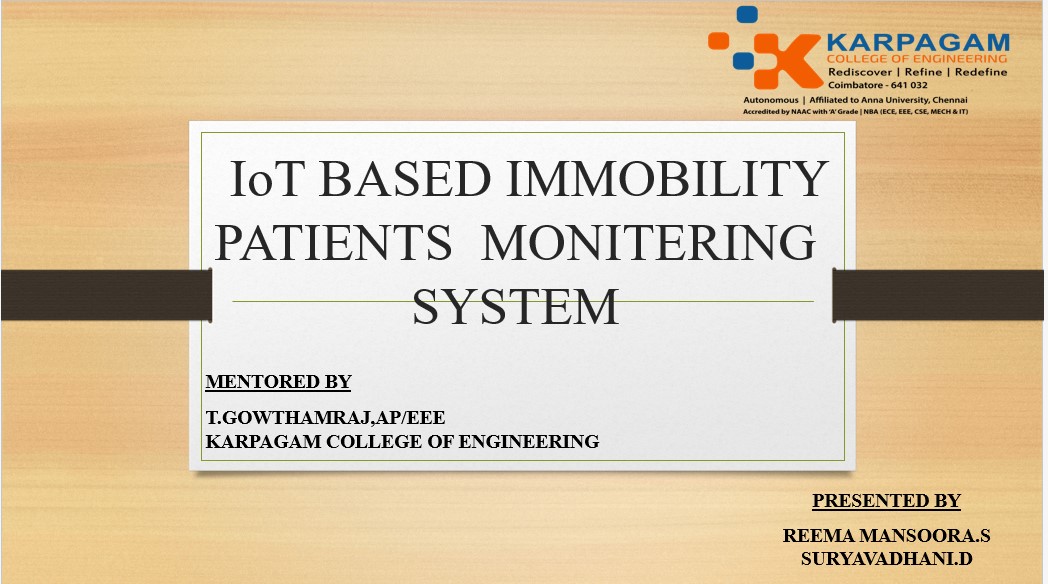 KARPAGAM
COLLEGE OF ENGINEERING
Rediscover | Refine | Redefine
Coimbatore - 641 032
Autonomous | Affiliated to Anna University, Chennai
Accredited by NAAC with 'A' Grade | NBA (ECE, EEE, CSE, MECH & IT)
IoT BASED IMMOBILITY
PATIENTS MONITERING
SYSTEM
MENTORED BY
T.GOWTHAMRAJ,AP/EEE
KARPAGAM COLLEGE OF ENGINEERING
PRESENTED BY
REEMA MANSOORA.S
SURYAVADHANI.D